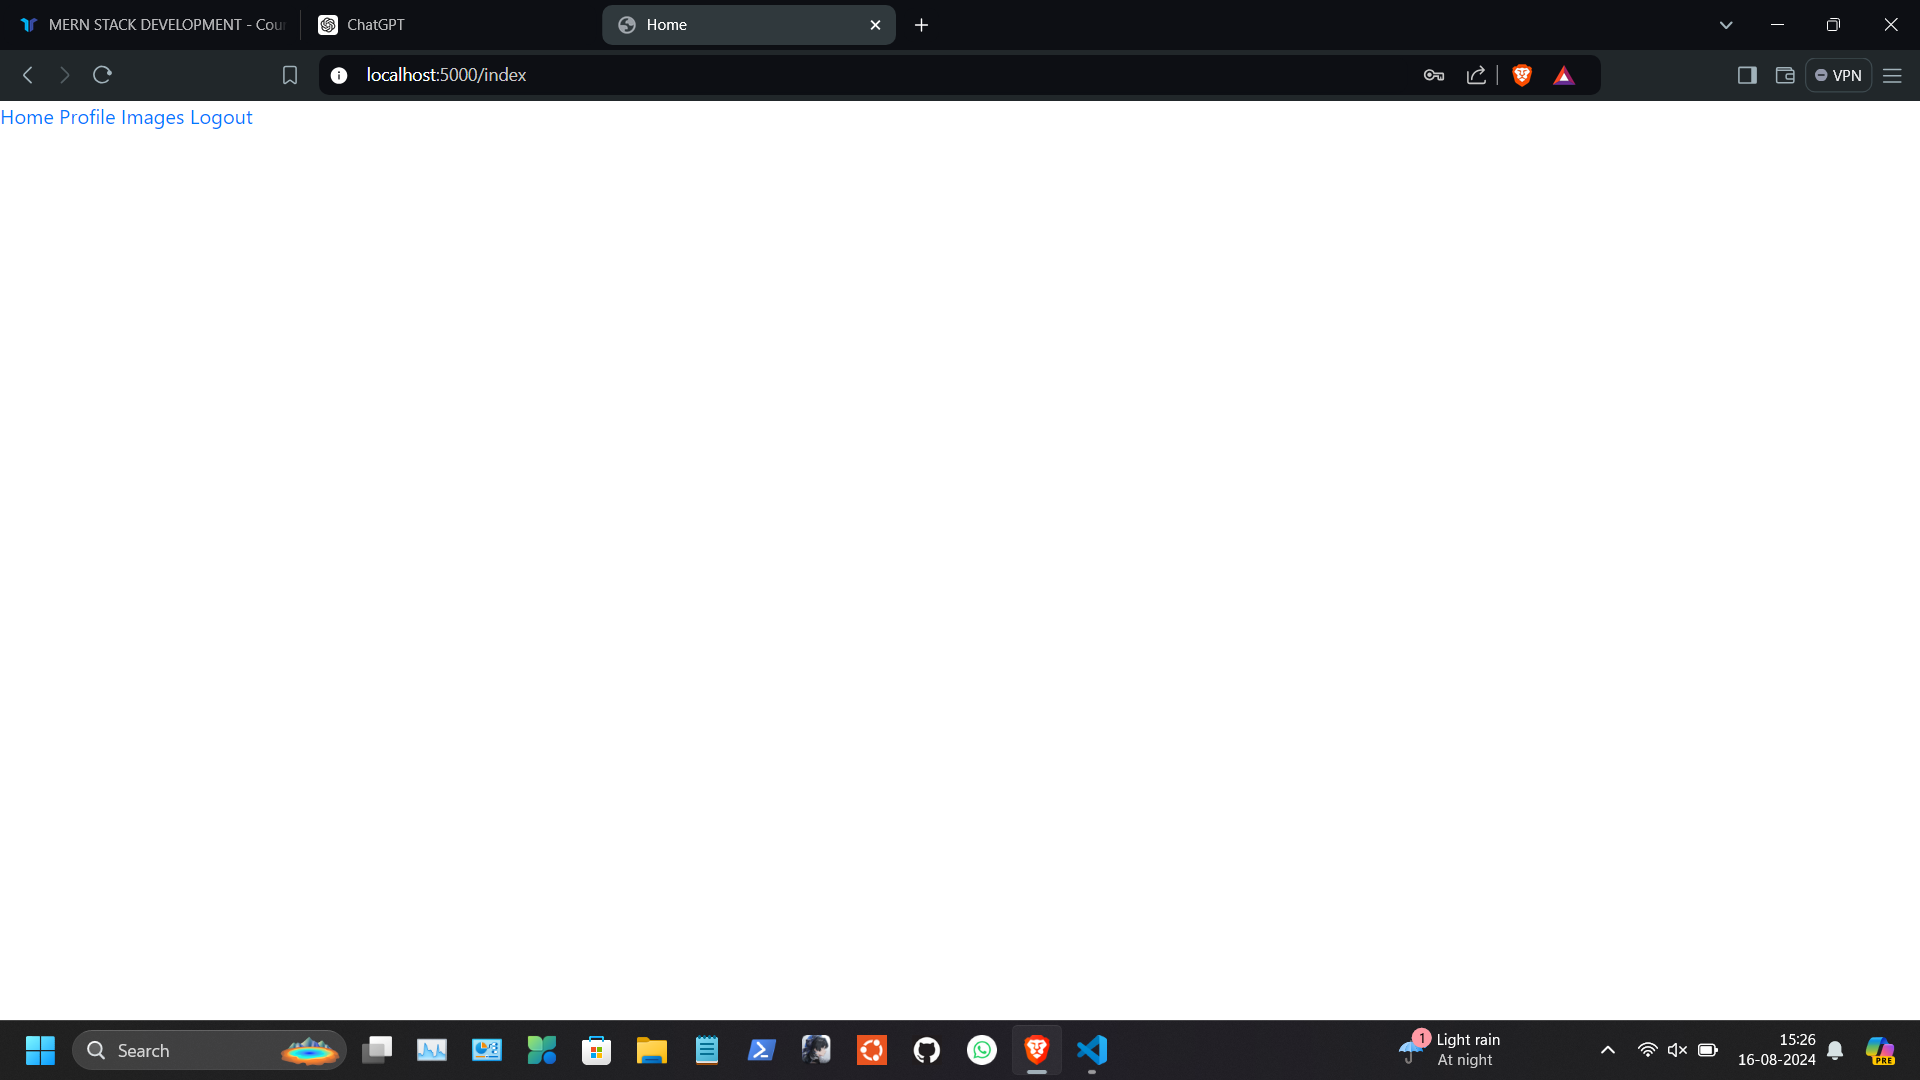 MERN STACK DEVELOPMENT - Cou
ChatGPT
Home
localhost:5000/index
VPN
Home Profile Images Logout
Search
1
Light rain
At night
15:26
16-08-2024
PRE